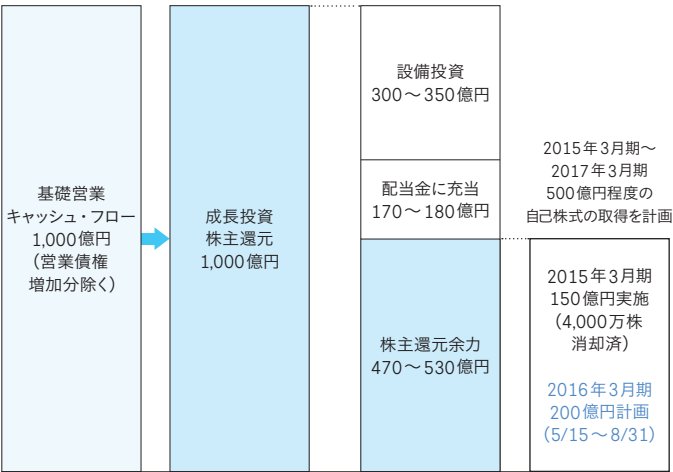 基礎営業
キャッシュ・フロー
1,000億円
(営業債権
増加分除く)
成長投資
株主還元
1,000億円
設備投資
300〜350億円
配当金に充当
170〜180億円
株主還元余力
470〜530億円
2015年3月期〜
2017年3月期
500億円程度の
自己株式の取得を計画
2015年3月期
150億円実施
(4,000万株
消却済)
2016年3月期
200億円計画
(5/15〜8/31)